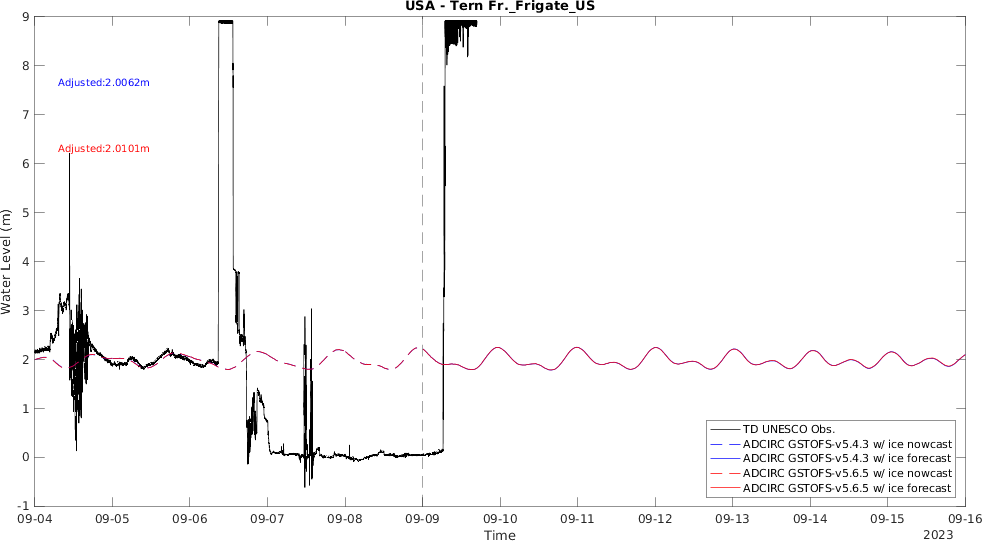 USA - Tern Fr._Frigate_US
9
8
7
6
5
4
3
2
1
0
-1
Water Level (m)
Adjusted:2.0062m
Adjusted:2.0101m
TD UNESCO Obs.
ADCIRC GSTOFS-v5.4.3 w/ ice nowcast
ADCIRC GSTOFS-v5.4.3 w/ ice forecast
ADCIRC GSTOFS-v5.6.5 w/ ice nowcast
ADCIRC GSTOFS-v5.6.5 w/ ice forecast
09-04 09-05 09-06 09-07 09-08 09-09 09-10 09-11 09-12 09-13 09-14 09-15 09-16
Time
2023